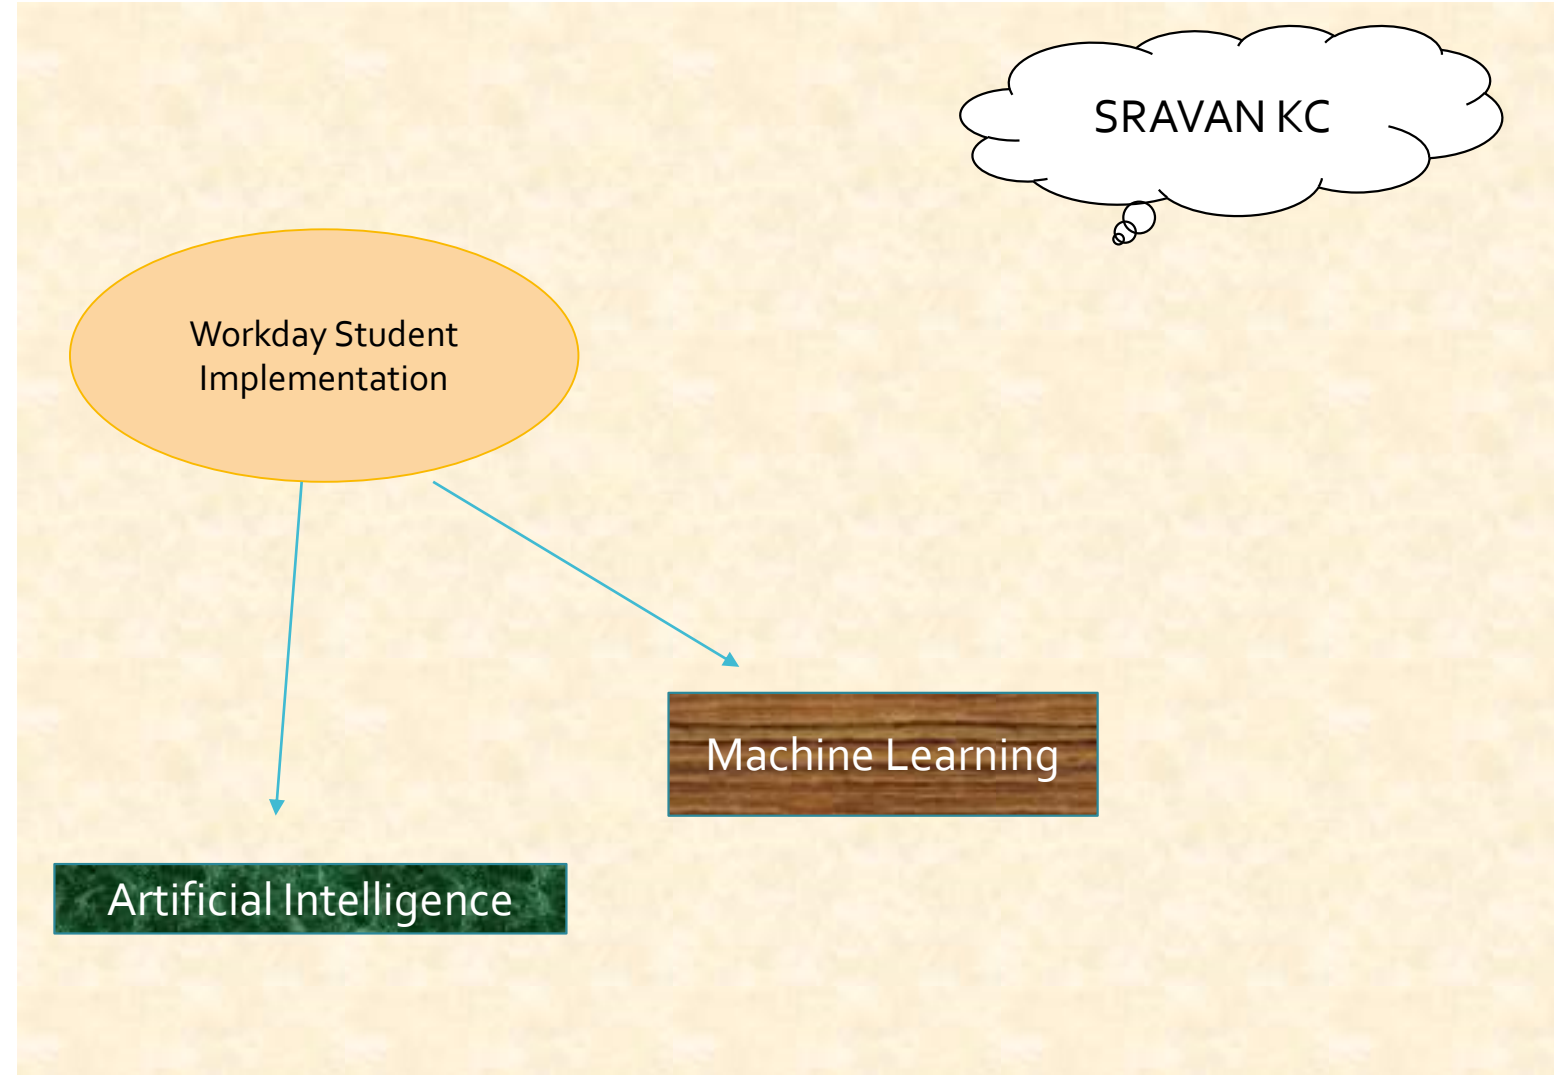 SRAVAN KC
Workday Student
Implementation
Machine Learning
Artificial Intelligence